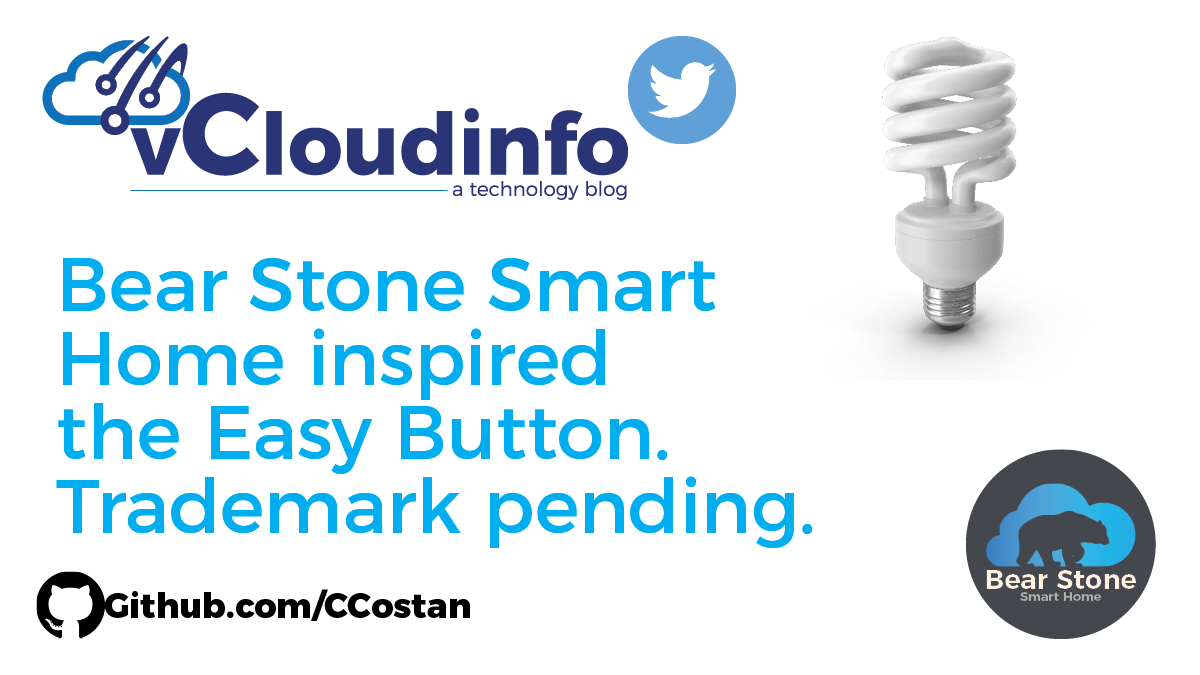 vCloudinfo
a technology blog
Bear Stone Smart
Home inspired
the Easy Button.
Trademark pending.
Github.com/CCostan
Bear Stone
Smart Home